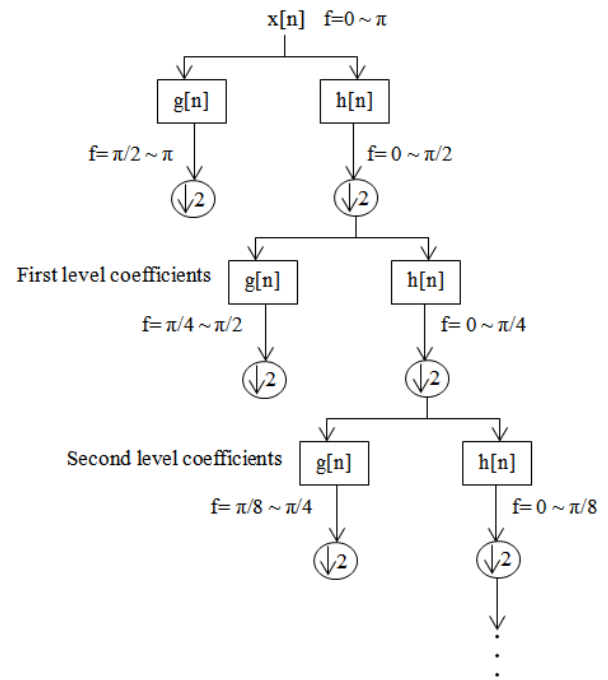 x[n] f=0 ~ π
g[n] h[n]
f= π/2 ~ π f= 0 ~ π/2
↓2 ↓2
First level coefficients g[n] h[n]
f= π/4 ~ π/2 f= 0 ~ π/4
↓2 ↓2
Second level coefficients g[n] h[n]
f= π/8 ~ π/4 f= 0 ~ π/8
↓2 ↓2